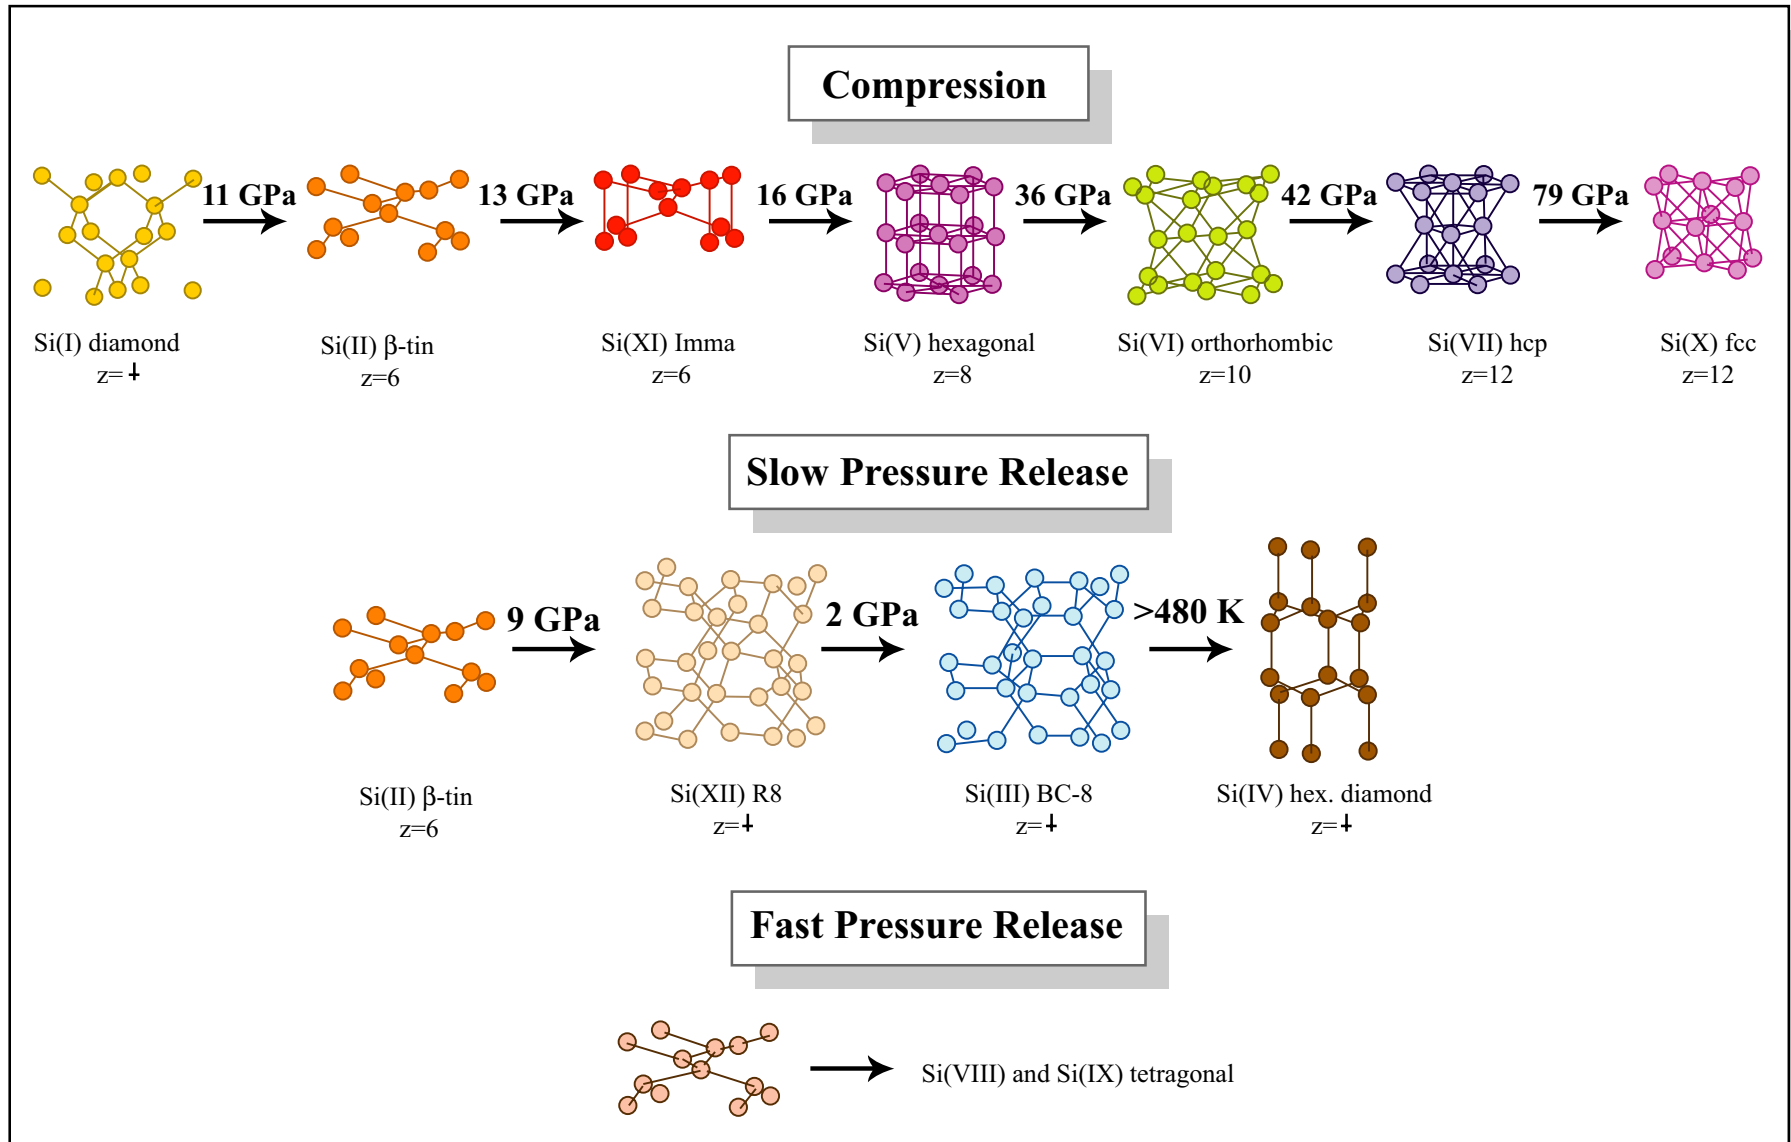 Compression
11 GPa
13 GPa
16 GPa
36 GPa
42 GPa
79 GPa
Si(I) diamond
z=4
Si(II) β-tin
z=6
Si(XI) Imma
z=6
Si(V) hexagonal
z=8
Si(VI) orthorhombic
z=10
Si(VII) hcp
z=12
Si(X) fcc
z=12
Slow Pressure Release
9 GPa
2 GPa
>480 K
Si(II) β-tin
z=6
Si(XII) R8
z=4
Si(III) BC-8
z=4
Si(IV) hex. diamond
z=4
Fast Pressure Release
Si(VIII) and Si(IX) tetragonal